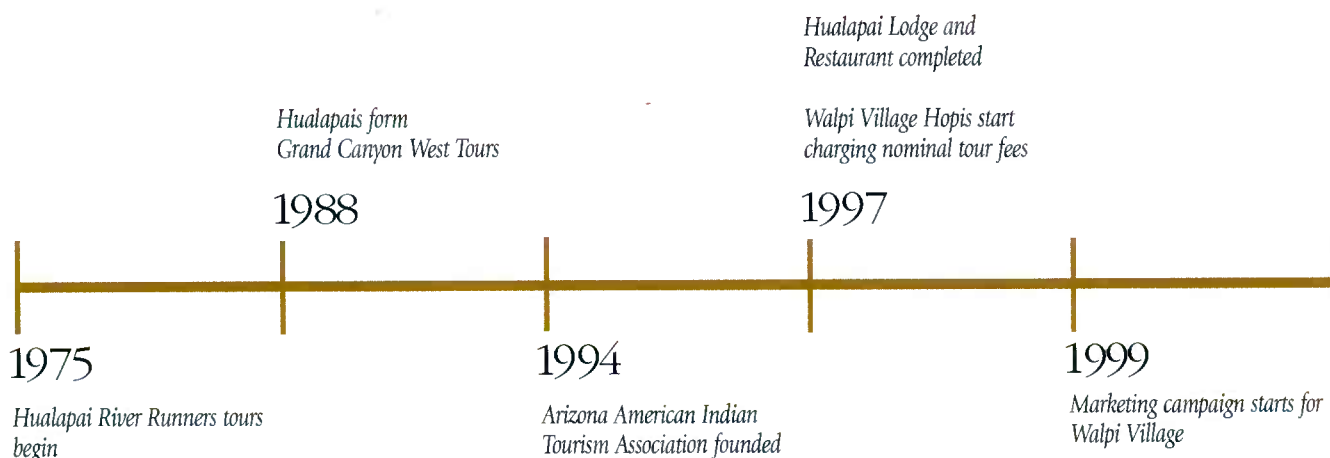 Hualapai Lodge and
Restaurant completed
Walpi Village Hopis start
charging nominal tour fees
1997
Hualapais form
Grand Canyon West Tours
1988
1975
Hualapai River Runners tours
begin
1994
Arizona American Indian
Tourism Association founded
1999
Marketing campaign starts for
Walpi Village